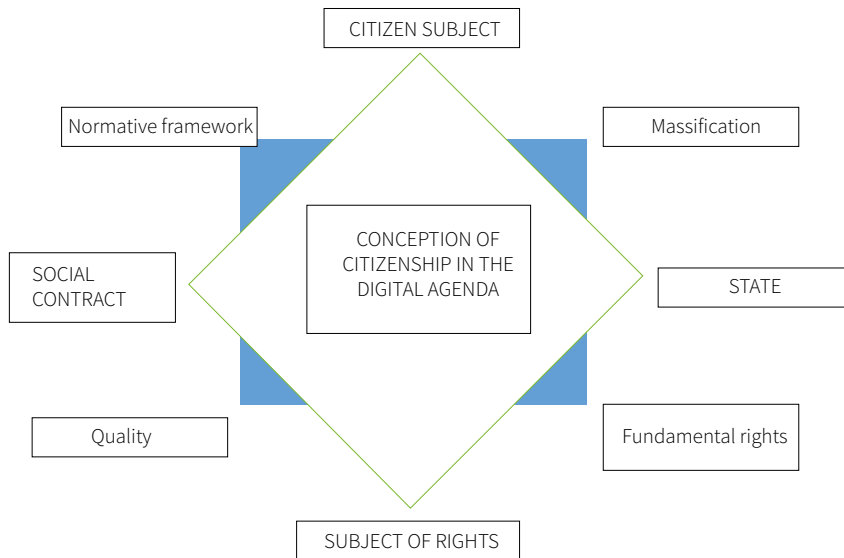 CITIZEN SUBJECT
Normative framework
Massification
CONCEPTION OF
CITIZENSHIP IN THE
DIGITAL AGENDA
SOCIAL
CONTRACT
STATE
Quality
Fundamental rights
SUBJECT OF RIGHTS